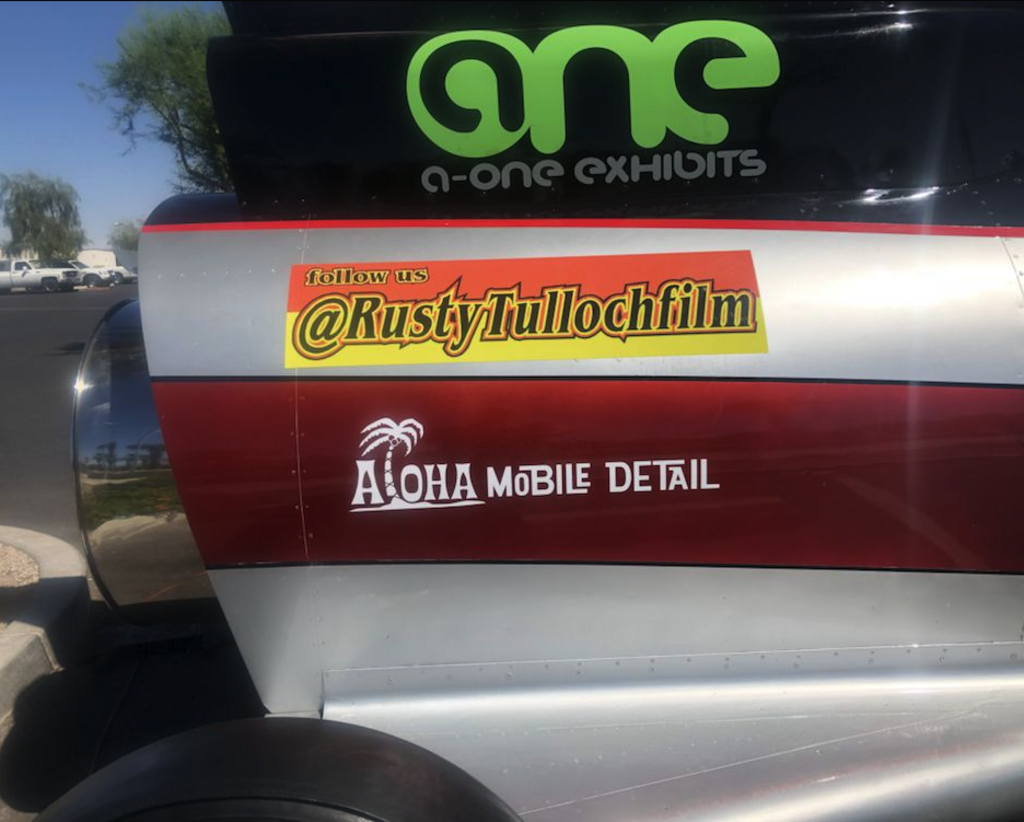 one
a-one exhibits
follow us
@RustyTullochfilm
ALOHA MOBILE DETAIL